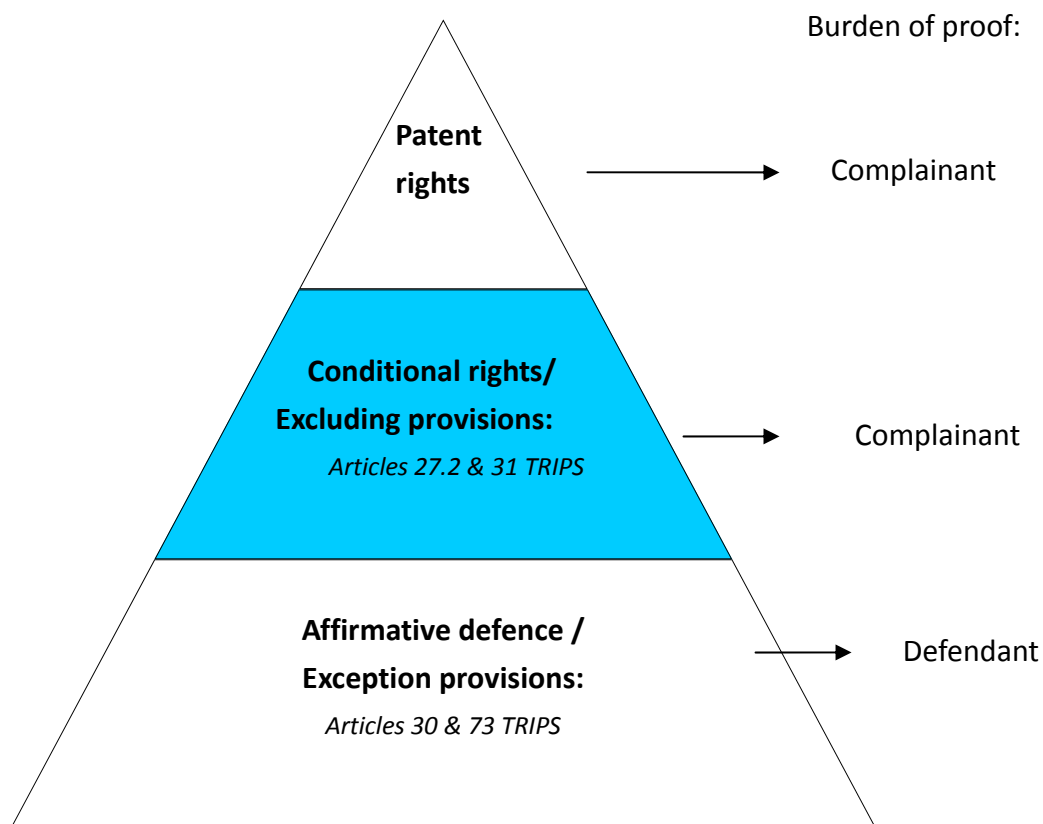 Burden of proof:
Patent
rights
Complainant
Conditional rights/
Excluding provisions:
Articles 27.2 & 31 TRIPS
Complainant
Affirmative defence /
Exception provisions:
Articles 30 & 73 TRIPS
Defendant